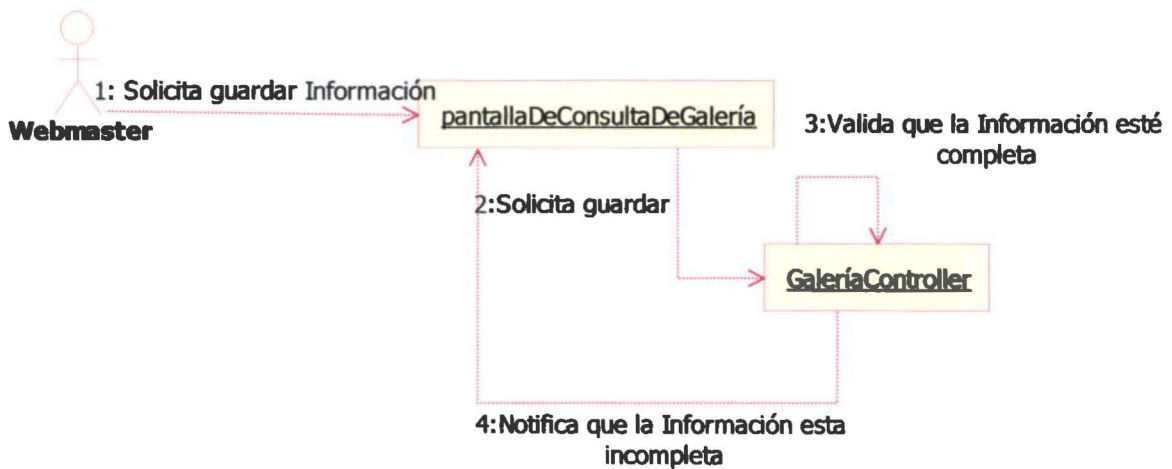 1: Solicita guardar Información
Webmaster
pantallaDeConsultaDeGalería
3:Valida que la Información esté
completa
2:Solicita guardar
GaleríaController
4:Notifica que la Información esta
incompleta